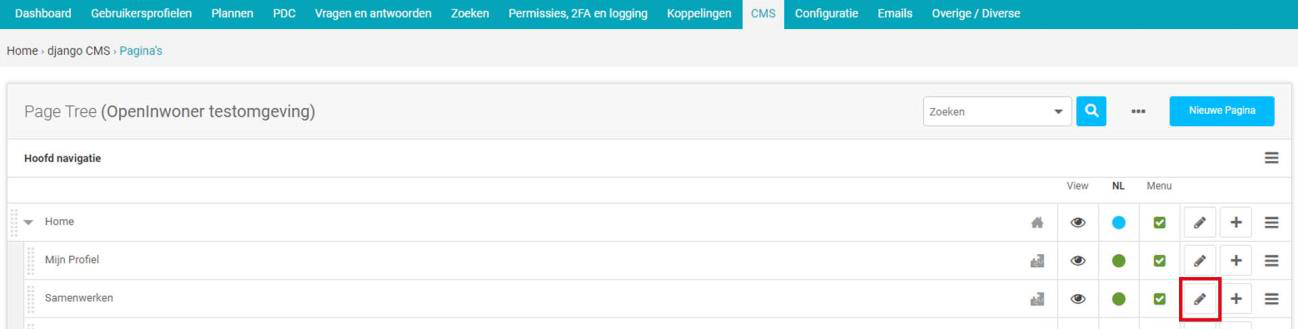 Dashboard Gebruikersprofielen Plannen PDC Vragen en antwoorden Zoeken Permissies, 2FA en logging Koppelingen CMS Configuratie Emails Overige / Diverse
Home › django CMS › Pagina's
Page Tree (OpenInwoner testomgeving) Zoeken Nieuwe Pagina
Hoofd navigatie
View NL Menu
Home
Mijn Profiel
Samenwerken